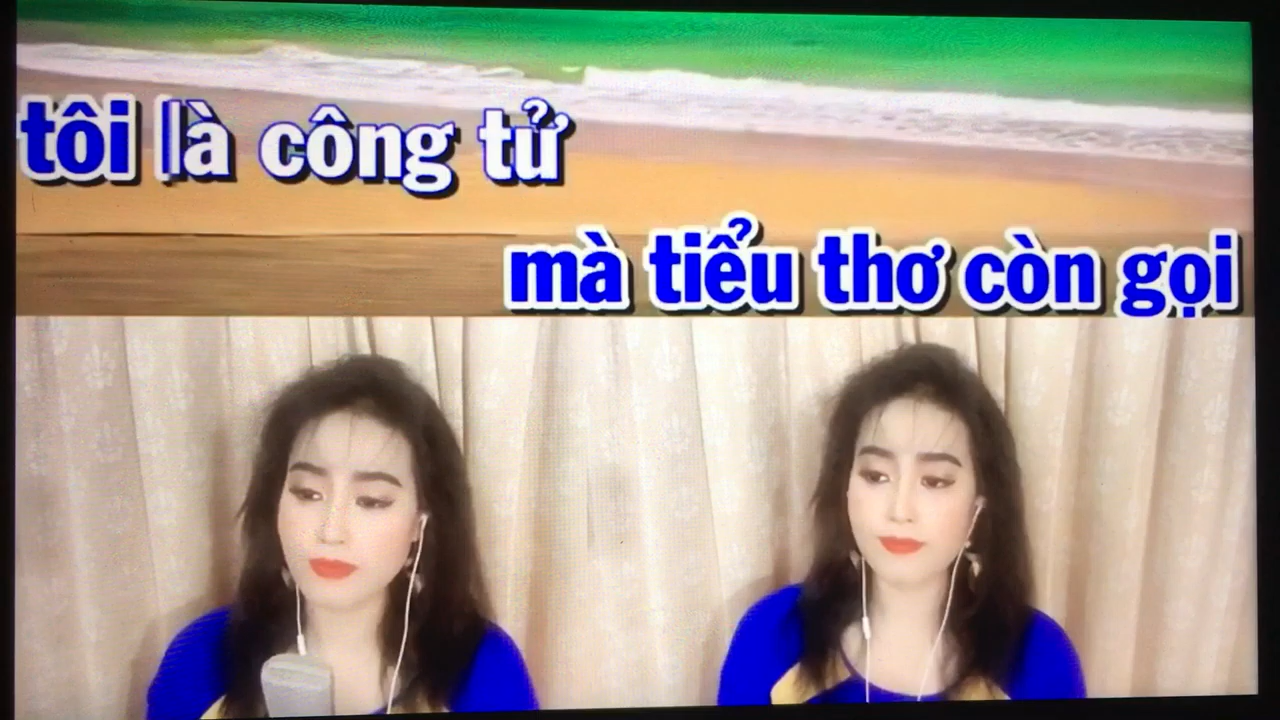 tôi là công tử
mà tiểu thơ còn gọi